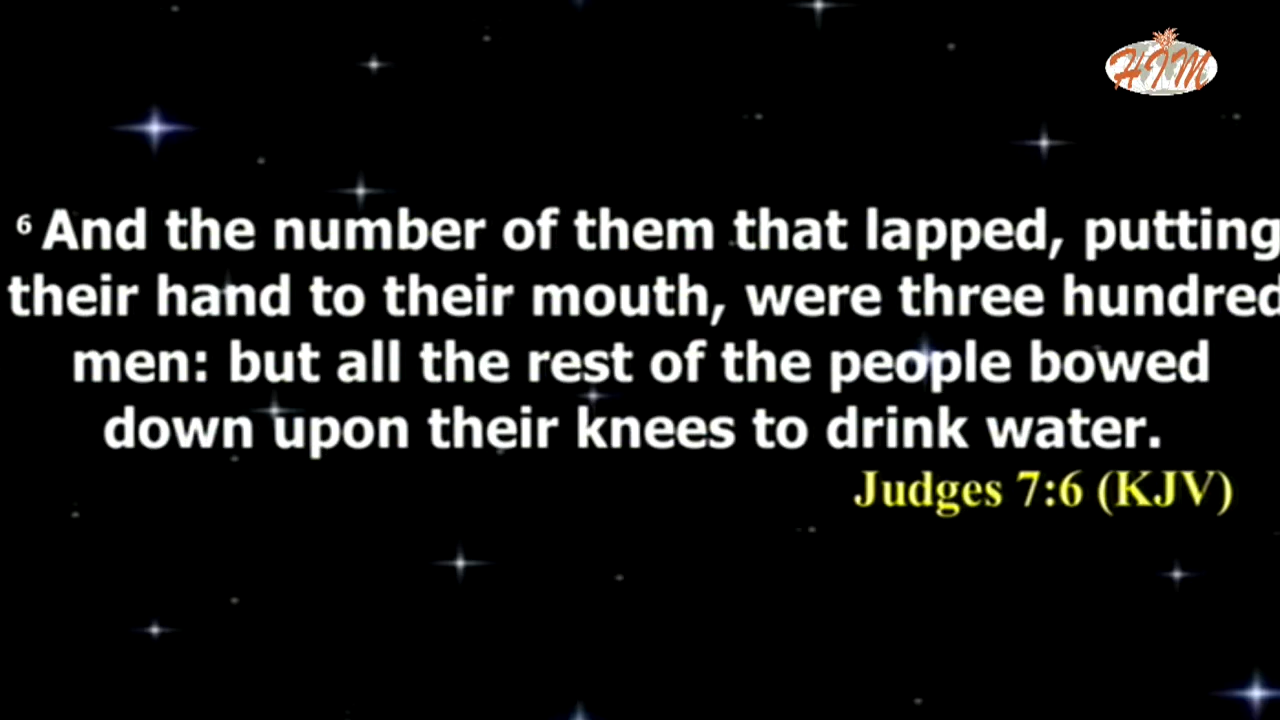 HIM
6 And the number of them that lapped, putting
their hand to their mouth, were three hundred
men: but all the rest of the people bowed
down upon their knees to drink water.
Judges 7:6 (KJV)